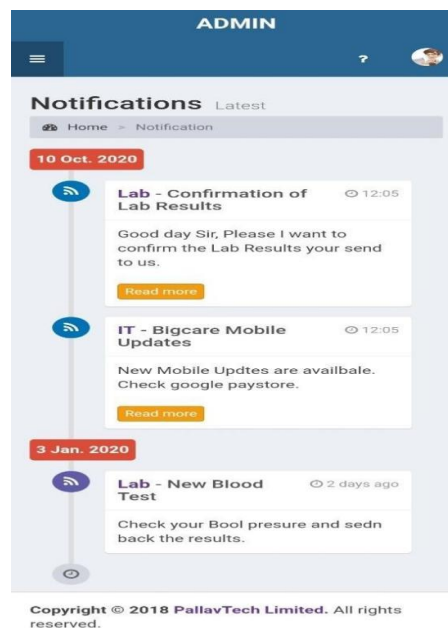 ADMIN
?
Notifications Latest
Home > Notification
10 Oct. 2020
Lab - Confirmation of 12:05
Lab Results
Good day Sir, Please I want to
confirm the Lab Results your send
to us.
Read more
IT - Bigcare Mobile 12:05
Updates
New Mobile Updtes are availbale.
Check google paystore.
Read more
3 Jan. 2020
Lab - New Blood 2 days ago
Test
Check your Bool presure and sedn
back the results.
Copyright © 2018 PallavTech Limited. All rights
reserved.